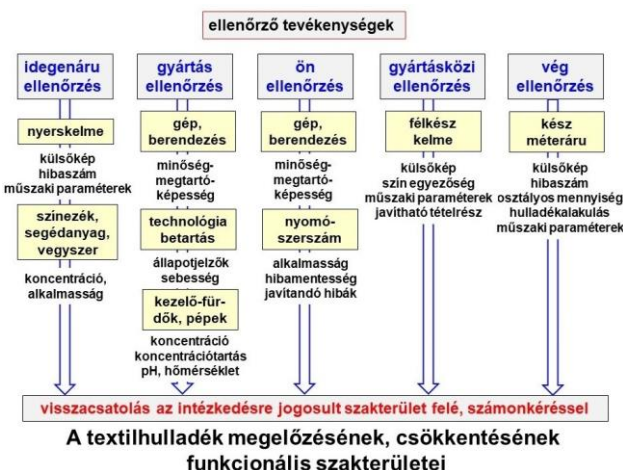 ellenőrző tevékenységek
idegenáru
ellenőrzés
nyerskelme
külsőkép
hibaszám
műszaki paraméterek
színezék,
segédanyag,
vegyszer
koncentráció,
alkalmasság
gyártás
ellenőrzés
gép,
berendezés
minőség-
megtartó-
képesség
technológia
betartás
állapotjelzők
sebesség
kezelő-für-
dők, pépek
koncentráció
koncentrációtartás
pH, hőmérséklet
ön
ellenőrzés
gép,
berendezés
minőség-
megtartó-
képesség
nyomó-
szerszám
alkalmasság
hibamentesség
javítandó hibák
gyártásközi
ellenőrzés
félkész
kelme
külsőkép
szín egyezőség
műszaki paraméterek
javítható tételrész
vég
ellenőrzés
kész
méteráru
külsőkép
hibaszám
osztályos mennyiség
hulladékalakulás
műszaki paraméterek
visszacsatolás az intézkedésre jogosult szakterület felé, számonkéréssel
A textilhulladék megelőzésének, csökkentésének
funkcionális szakterületei